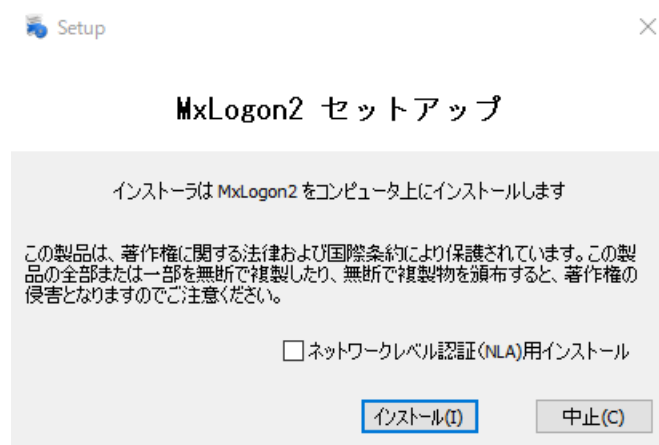 Setup
MxLogon2 セットアップ
インストーラは MxLogon2 をコンピュータ上にインストールします
この製品は、著作権に関する法律および国際条約により保護されています。この製
品の全部または一部を無断で複製したり、無断で複製物を頒布すると、著作権の
侵害となりますのでご注意ください。
ネットワークレベル認証(NLA)用インストール
インストール(I)
中止(C)